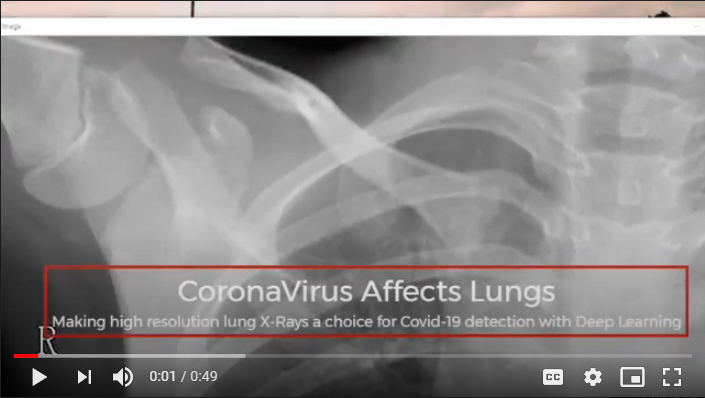 Image
CoronaVirus Affects Lungs
Making high resolution lung X-Rays a choice for Covid-19 detection with Deep Learning
R
0:01 / 0:49
CC